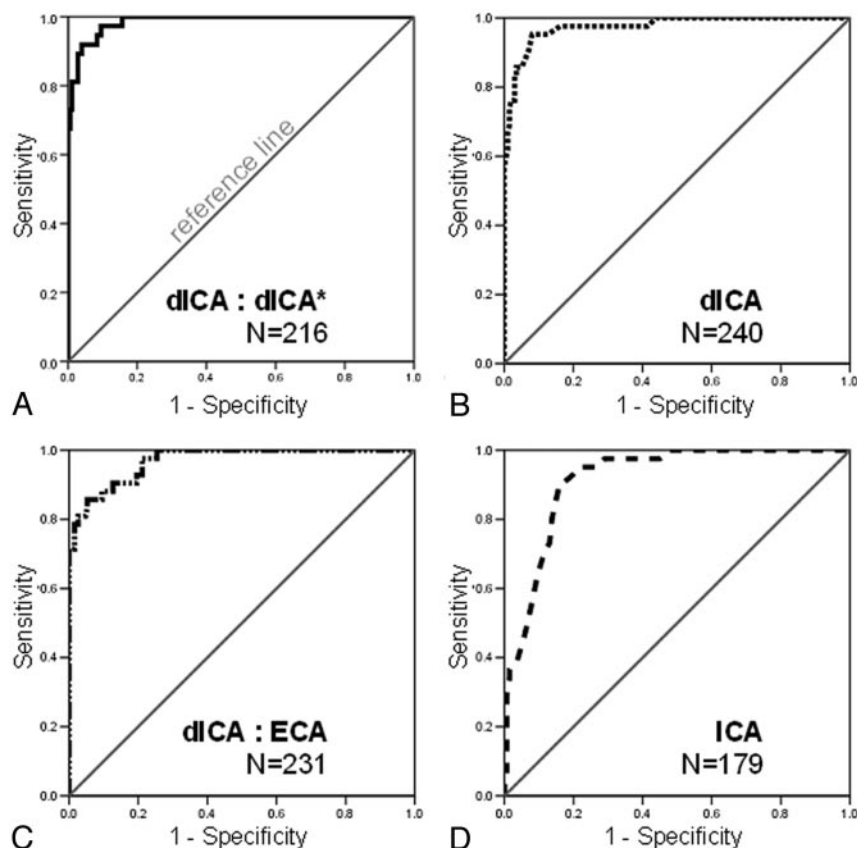 1.0
0.8
0.6
0.4
0.2
0.0
Sensitivity
reference line
dICA : dICA*
N=216
0.0 0.2 0.4 0.6 0.8 1.0
1 - Specificity
A
1.0
0.8
0.6
0.4
0.2
0.0
Sensitivity
dICA
N=240
0.0 0.2 0.4 0.6 0.8 1.0
1 - Specificity
B
1.0
0.8
0.6
0.4
0.2
0.0
Sensitivity
dICA : ECA
N=231
0.0 0.2 0.4 0.6 0.8 1.0
1 - Specificity
C
1.0
0.8
0.6
0.4
0.2
0.0
Sensitivity
ICA
N=179
0.0 0.2 0.4 0.6 0.8 1.0
1 - Specificity
D